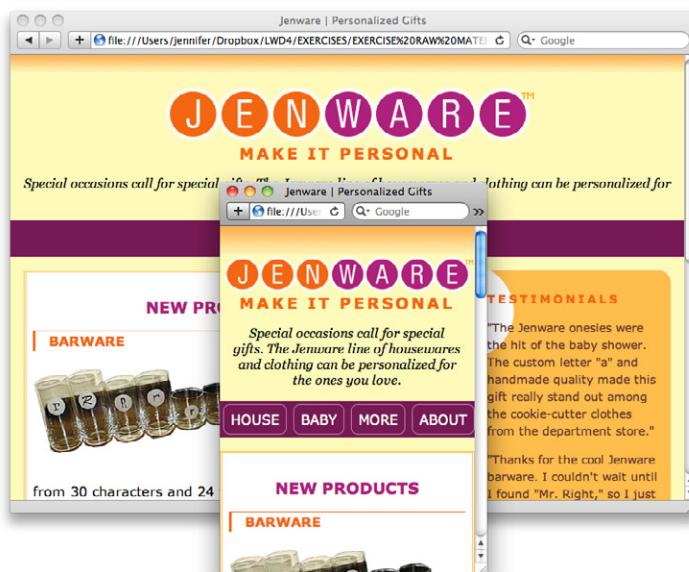 Jenware | Personalized Gifts
file:///Users/jennifer/Dropbox/LWD4/EXERCISES/EXERCISE%20RAW%20MATE
Google
JENWARE™
MAKE IT PERSONAL
Special occasions call for special gifts. The Jenware line of housewares and clothing can be personalized for
NEW PRO
BARWARE
from 30 characters and 24
TESTIMONIALS
"The Jenware onesies were
the hit of the baby shower.
The custom letter "a" and
handmade quality made this
gift really stand out among
the cookie-cutter clothes
from the department store."
"Thanks for the cool Jenware
barware. I couldn't wait until
I found "Mr. Right," so I just
Jenware | Personalized Gifts
file:///User
Google
JENWARE™
MAKE IT PERSONAL
Special occasions call for special
gifts. The Jenware line of housewares
and clothing can be personalized for
the ones you love.
HOUSE BABY MORE ABOUT
NEW PRODUCTS
BARWARE